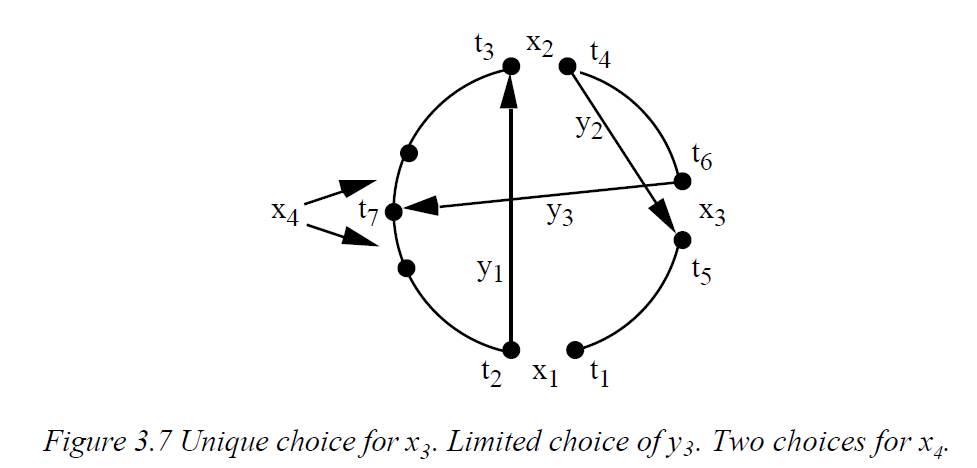 t3 x2 t4
y2
t6
x4 t7 y3 x3
y1 t5
t2 x1 t1
Figure 3.7 Unique choice for x3. Limited choice of y3. Two choices for x4.